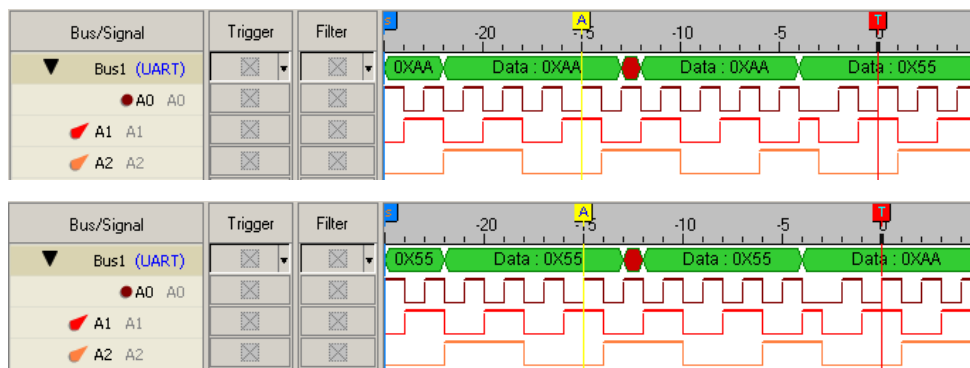 Bus/Signal Trigger Filter s -20 A -15 -10 -5 T 0
Bus1 (UART) 0XAA Data : 0XAA Data : 0XAA Data : 0X55
A0 A0
A1 A1
A2 A2
Bus/Signal Trigger Filter s -20 A -15 -10 -5 T 0
Bus1 (UART) 0X55 Data : 0X55 Data : 0X55 Data : 0XAA
A0 A0
A1 A1
A2 A2